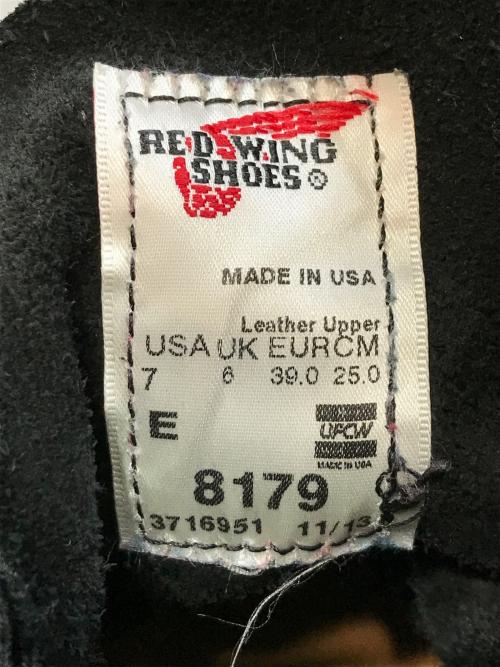 RED WING
SHOES ®
MADE IN USA
Leather Upper
USA UK EUR CM
7 6 39.0 25.0
E
UFCW
MADE IN USA
8179
3716951 11/13